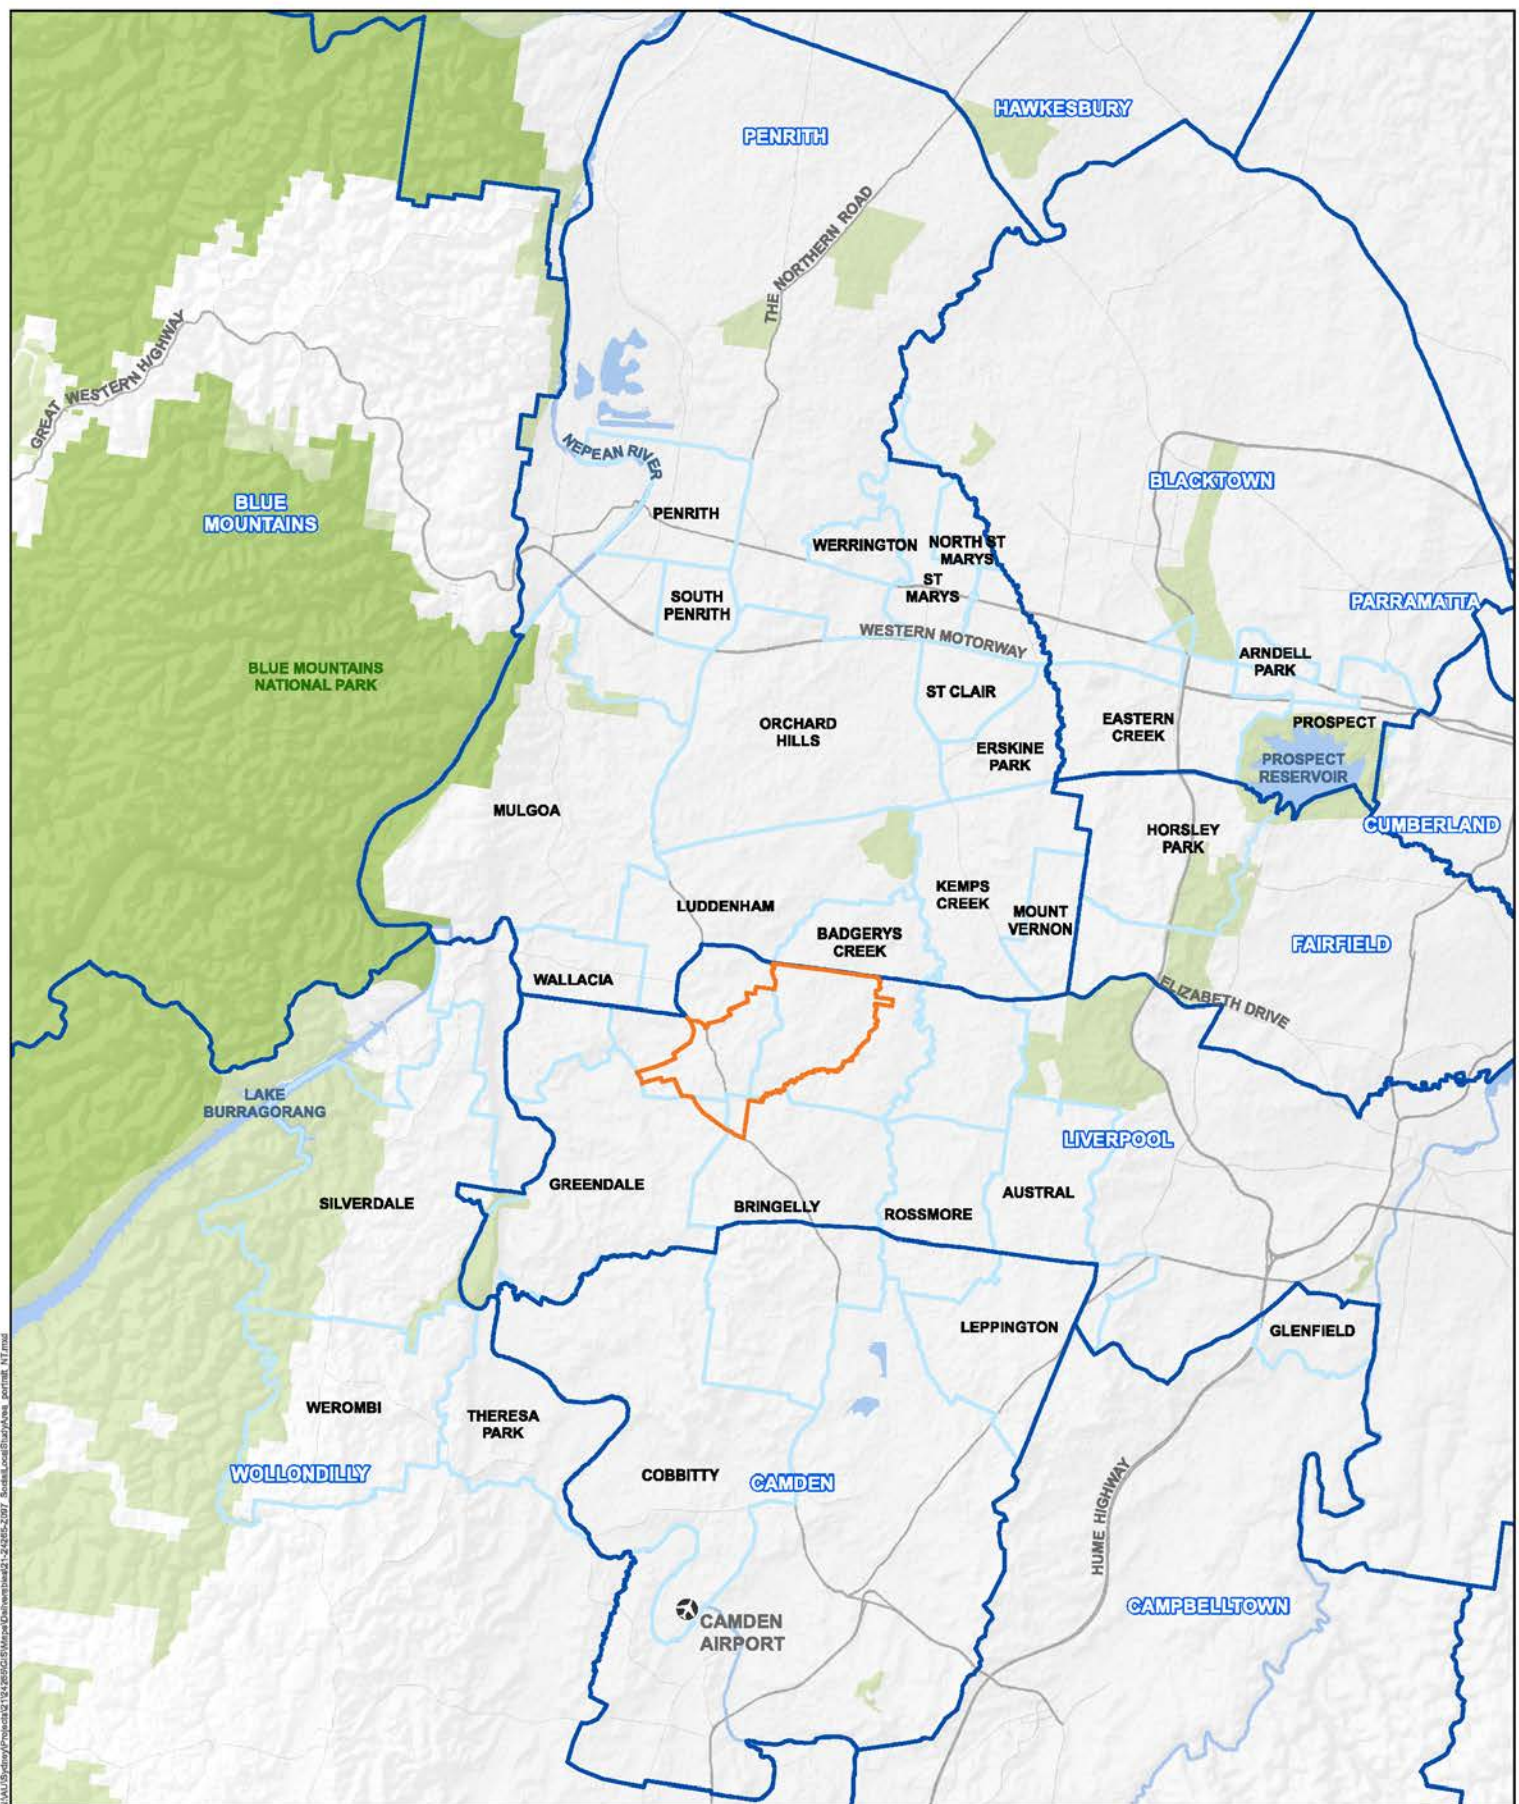 HAWKESBURY
PENRITH
THE NORTHERN ROAD
GREAT WESTERN HIGHWAY
NEPEAN RIVER
BLACKTOWN
BLUE
MOUNTAINS
PENRITH
WERRINGTON
NORTH ST
MARYS
ST
MARYS
SOUTH
PENRITH
PARRAMATTA
WESTERN MOTORWAY
ARNDELL
PARK
BLUE MOUNTAINS
NATIONAL PARK
ST CLAIR
ORCHARD
HILLS
EASTERN
CREEK
PROSPECT
ERSKINE
PARK
PROSPECT
RESERVOIR
MULGOA
HORSLEY
PARK
CUMBERLAND
KEMPS
CREEK
LUDDENHAM
MOUNT
VERNON
BADGERYS
CREEK
FAIRFIELD
WALLACIA
ELIZABETH DRIVE
LAKE
BURRAGORANG
LIVERPOOL
GREENDALE
AUSTRAL
SILVERDALE
BRINGELLY
ROSSMORE
LEPPINGTON
GLENFIELD
WEROMBI
THERESA
PARK
WOLLONDILLY
COBBITTY
CAMDEN
HUME HIGHWAY
CAMPBELLTOWN
CAMDEN
AIRPORT